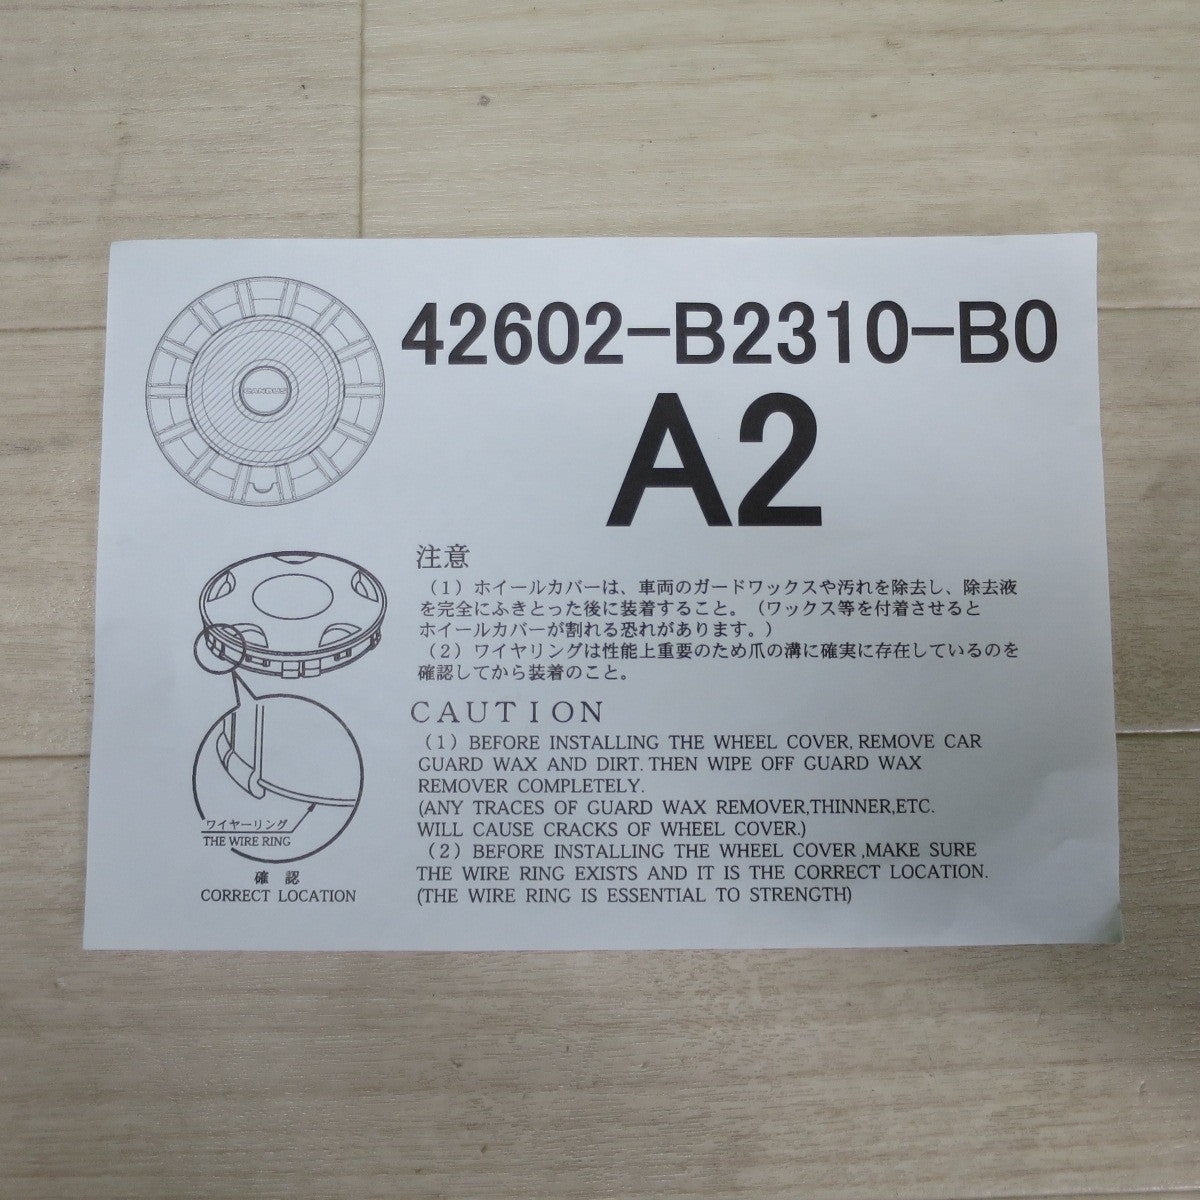 42602-B2310-B0
A2
CANBUS
注意
（1）ホイールカバーは、車両のガードワックスや汚れを除去し、除去液
を完全にふきとった後に装着すること。（ワックス等を付着させると
ホイールカバーが割れる恐れがあります。）
（2）ワイヤリングは性能上重要のため爪の溝に確実に存在しているのを
確認してから装着のこと。
CAUTION
（1）BEFORE INSTALLING THE WHEEL COVER, REMOVE CAR
GUARD WAX AND DIRT. THEN WIPE OFF GUARD WAX
REMOVER COMPLETELY.
(ANY TRACES OF GUARD WAX REMOVER,THINNER,ETC.
WILL CAUSE CRACKS OF WHEEL COVER.)
（2）BEFORE INSTALLING THE WHEEL COVER ,MAKE SURE
THE WIRE RING EXISTS AND IT IS THE CORRECT LOCATION.
(THE WIRE RING IS ESSENTIAL TO STRENGTH)
ワイヤーリング
THE WIRE RING
確 認
CORRECT LOCATION